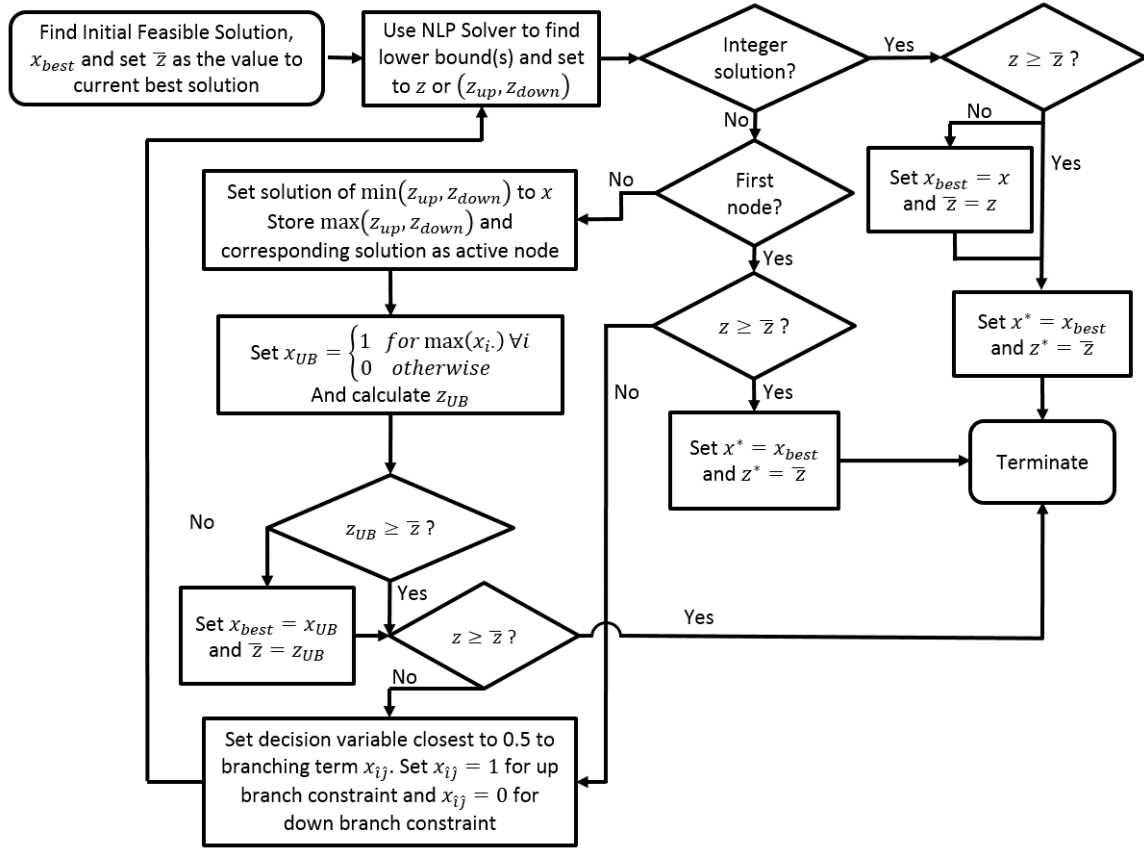 Find Initial Feasible Solution,
x_best and set z̅ as the value to
current best solution
Use NLP Solver to find
lower bound(s) and set
to z or (z_up, z_down)
Integer
solution?
Yes
z ≥ z̅ ?
No
No
Yes
Set x_best = x
and z̅ = z
Set solution of min(z_up, z_down) to x
Store max(z_up, z_down) and
corresponding solution as active node
No
First
node?
Yes
Set x_UB = {1 for max(x_i.) ∀i
{0 otherwise
And calculate z_UB
z ≥ z̅ ?
No
Yes
Set x* = x_best
and z* = z̅
Set x* = x_best
and z* = z̅
Terminate
No
z_UB ≥ z̅ ?
Yes
Set x_best = x_UB
and z̅ = z_UB
z ≥ z̅ ?
Yes
No
Set decision variable closest to 0.5 to
branching term x_îĵ. Set x_îĵ = 1 for up
branch constraint and x_îĵ = 0 for
down branch constraint